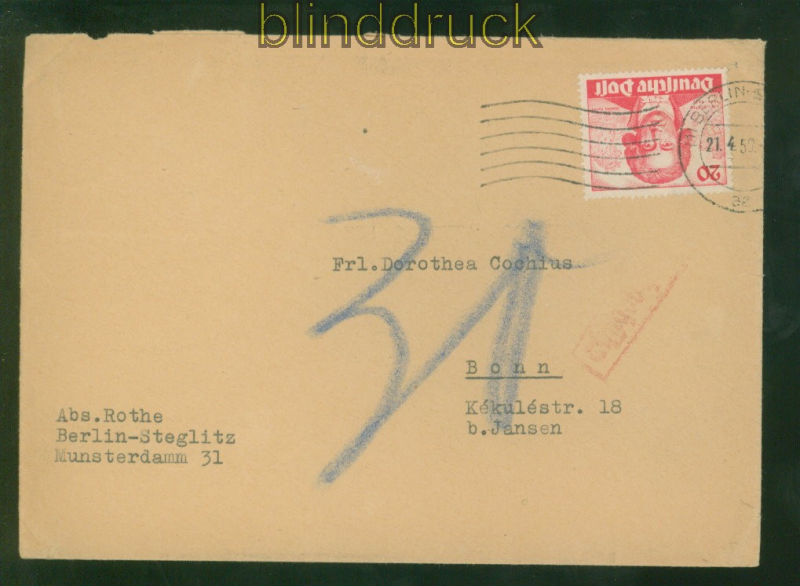 blinddruck
Deutsche Post
20
BERLIN-S
21. 4.59
Frl.Dorothea Cochius
31
Bonn
Kékuléstr. 18
b.Jansen
Abs.Rothe
Berlin-Steglitz
Munsterdamm 31